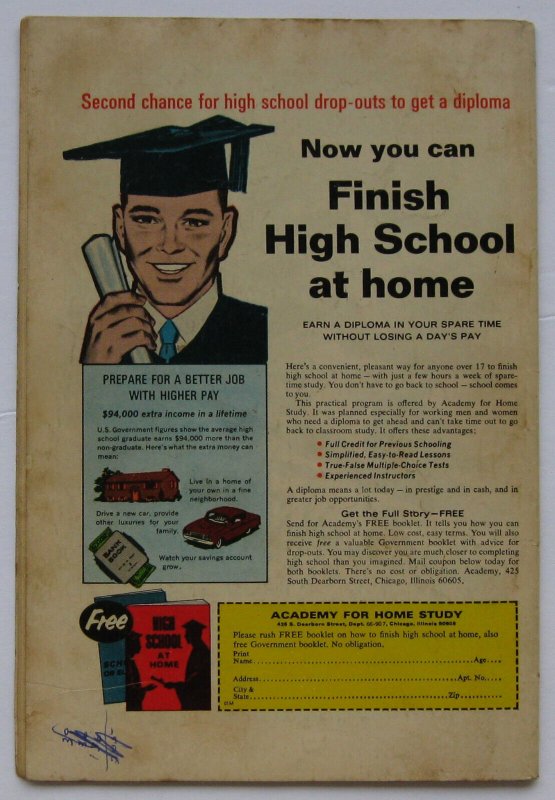 Second chance for high school drop-outs to get a diploma
Now you can
Finish
High School
at home
EARN A DIPLOMA IN YOUR SPARE TIME
WITHOUT LOSING A DAY'S PAY
PREPARE FOR A BETTER JOB
WITH HIGHER PAY
$94,000 extra income in a lifetime
U.S. Government figures show the average high
school graduate earns $94,000 more than the
non-graduate. Here's what the extra money can
mean:
Live in a home of
your own in a fine
neighborhood.
Drive a new car, provide
other luxuries for your
family.
BANK
BOOK
Watch your savings account
grow.
Here's a convenient, pleasant way for anyone over 17 to finish
high school at home — with just a few hours a week of spare-
time study. You don't have to go back to school — school comes
to you.
This practical program is offered by Academy for Home
Study. It was planned especially for working men and women
who need a diploma to get ahead and can't take time out to go
back to classroom study. It offers these advantages:
• Full Credit for Previous Schooling
• Simplified, Easy-to-Read Lessons
• True-False Multiple-Choice Tests
• Experienced Instructors
A diploma means a lot today — in prestige and in cash, and in
greater job opportunities.
Get the Full Story—FREE
Send for Academy's FREE booklet. It tells you how you can
finish high school at home. Low cost, easy terms. You will also
receive free a valuable Government booklet with advice for
drop-outs. You may discover you are much closer to completing
high school than you imagined. Mail coupon below today for
both booklets. There's no cost or obligation. Academy, 425
South Dearborn Street, Chicago, Illinois 60605.
Free
HIGH
SCHOOL
AT
HOME
ACADEMY FOR HOME STUDY
425 S. Dearborn Street, Dept. Chicago, Illinois 60605
Please rush FREE booklet on how to finish high school at home, also
free Government booklet. No obligation.
Print
Name Age
Address Apt. No.
City &
State Zip